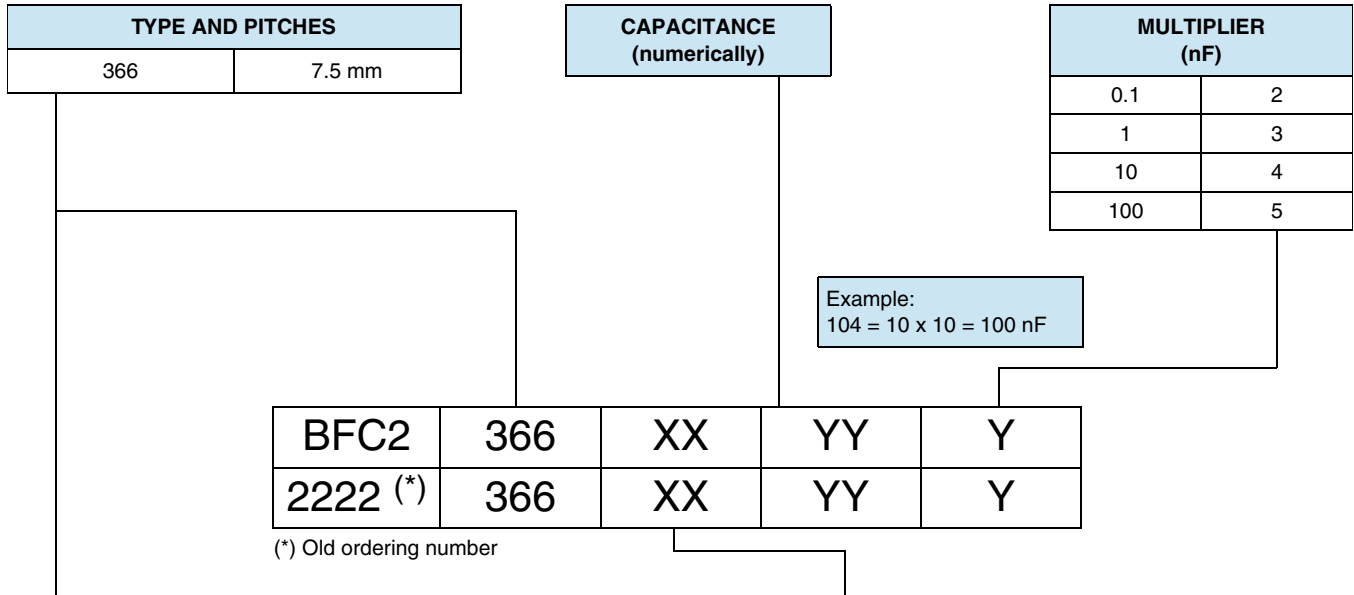 TYPE AND PITCHES
366 7.5 mm
CAPACITANCE
(numerically)
MULTIPLIER
(nF)
0.1 2
1 3
10 4
100 5
Example:
104 = 10 x 10 = 100 nF
BFC2 366 XX YY Y
2222 (*) 366 XX YY Y
(*) Old ordering number